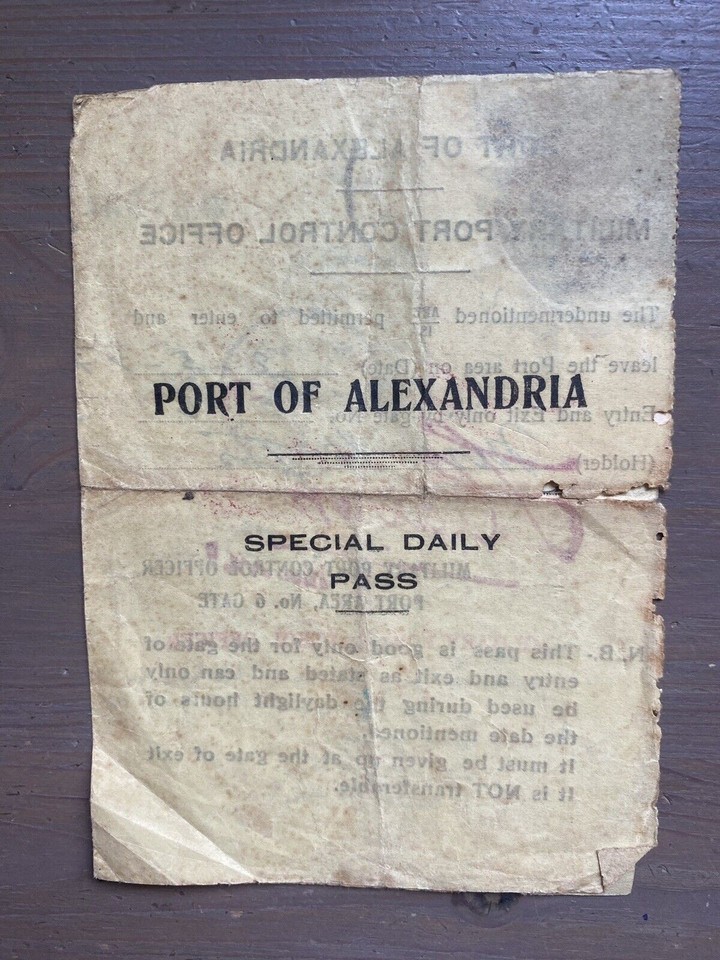 PORT OF ALEXANDRIA
MILITARY PORT CONTROL OFFICE
The undermentioned ARE/IS permitted to enter and
leave the Port area on (Date)
Entry and Exit only by gate No.
(Holder)
PORT OF ALEXANDRIA
SPECIAL DAILY
PASS
MILITARY PORT CONTROL OFFICER
PORT AREA, No. 6 GATE
N.B.- This pass is good only for the gate of
entry and exit as stated and can only
be used during the daylight hours of
the date mentioned.
It must be given up at the gate of exit
It is NOT transferable.